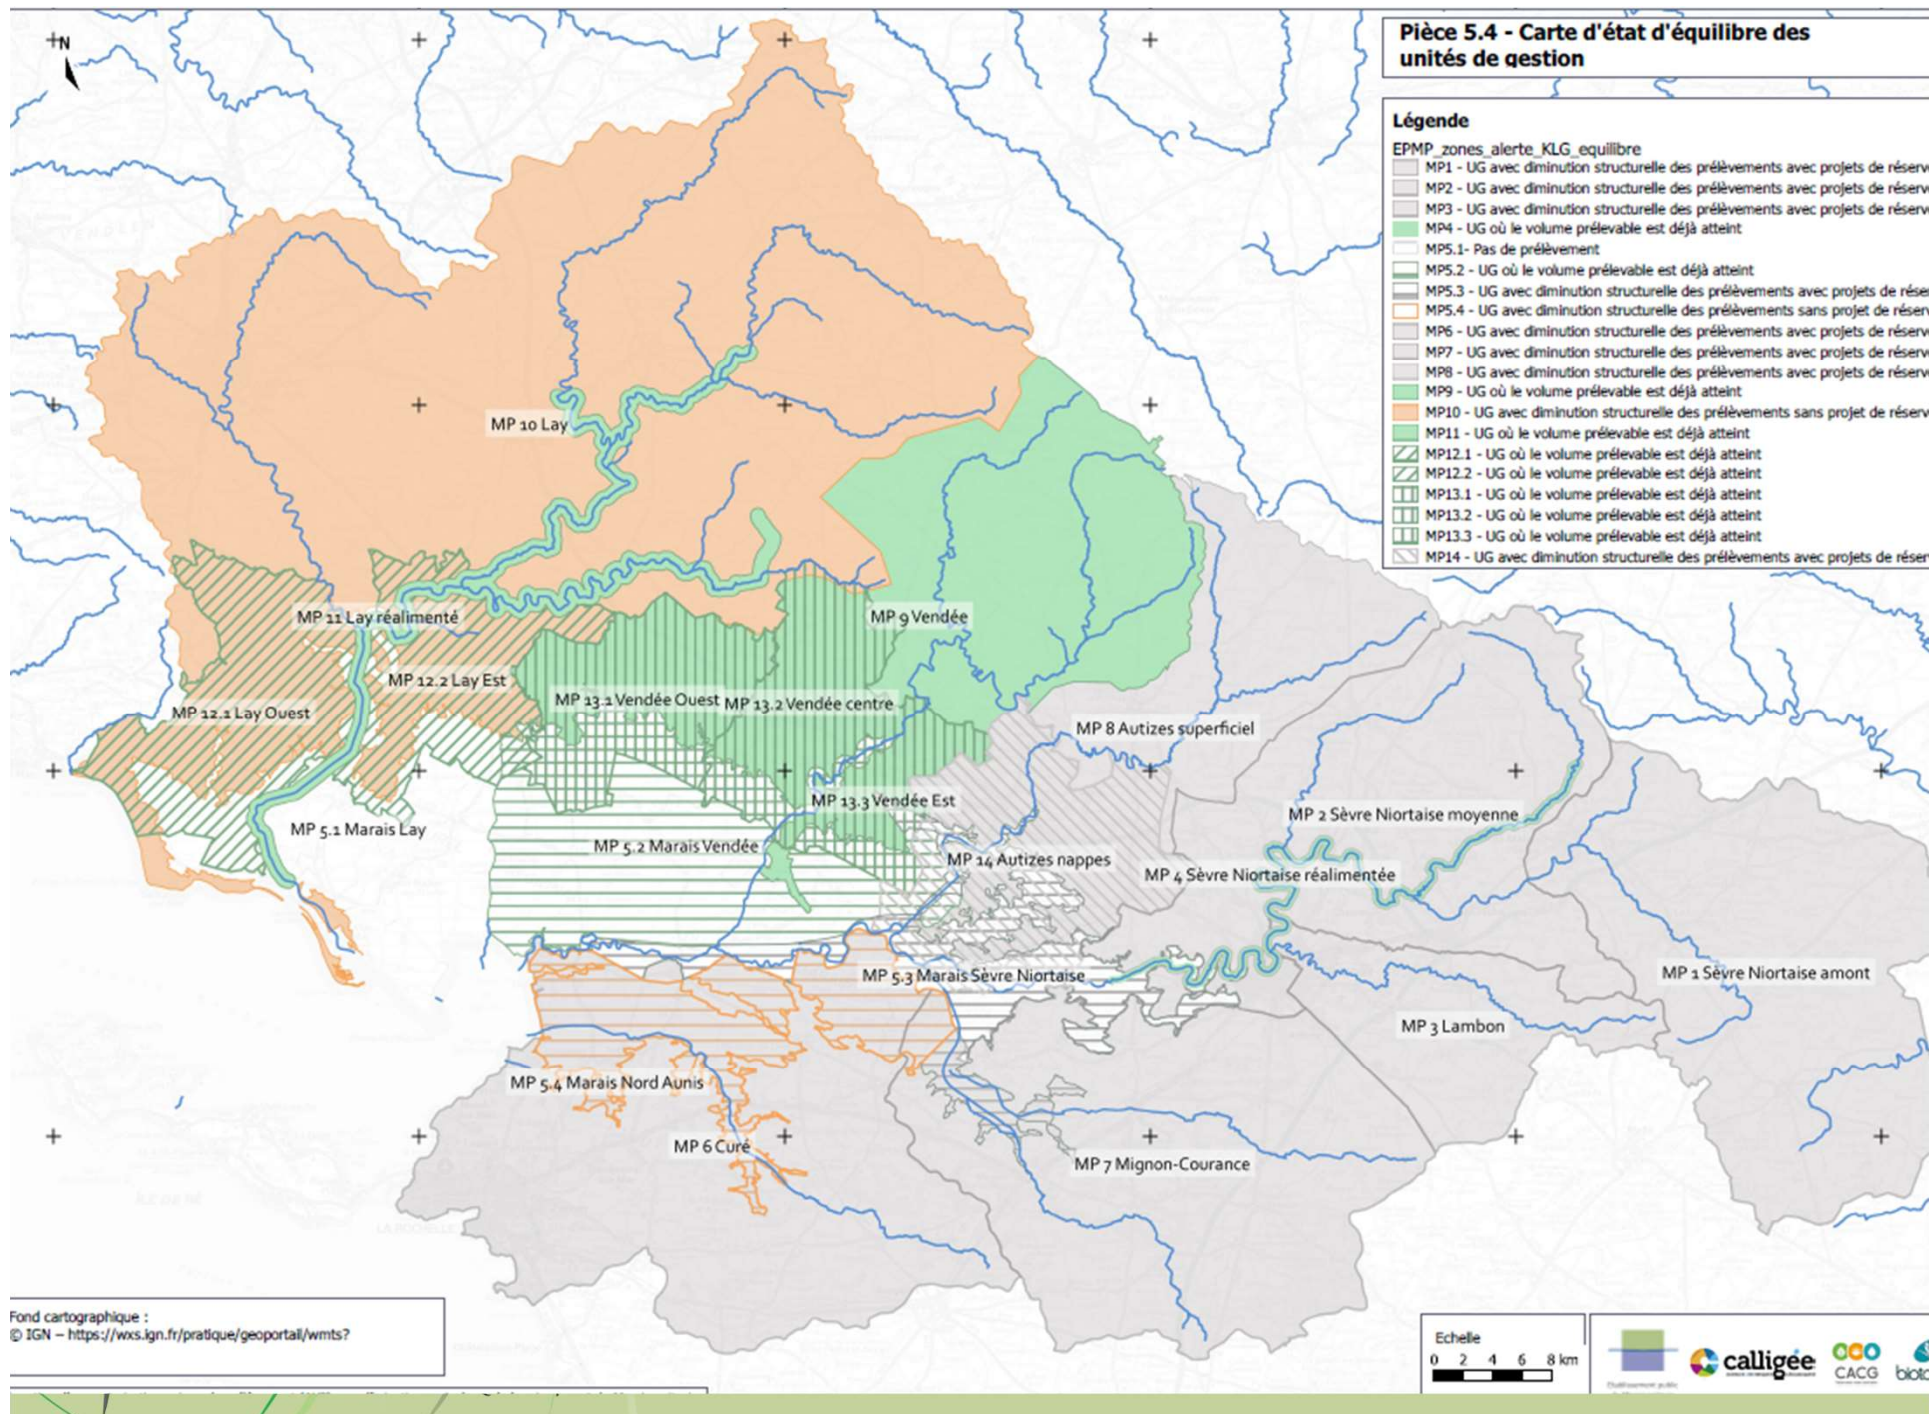 N
Pièce 5.4 - Carte d'état d'équilibre des
unités de gestion
Légende
EPMP_zones_alerte_KLG_equilibre
MP1 - UG avec diminution structurelle des prélèvements avec projets de réserv
MP2 - UG avec diminution structurelle des prélèvements avec projets de réserv
MP3 - UG avec diminution structurelle des prélèvements avec projets de réserv
MP4 - UG où le volume prélevable est déjà atteint
MP5.1- Pas de prélèvement
MP5.2 - UG où le volume prélevable est déjà atteint
MP5.3 - UG avec diminution structurelle des prélèvements avec projets de réser
MP5.4 - UG avec diminution structurelle des prélèvements sans projet de réserv
MP6 - UG avec diminution structurelle des prélèvements avec projets de réserv
MP7 - UG avec diminution structurelle des prélèvements avec projets de réserv
MP8 - UG avec diminution structurelle des prélèvements avec projets de réserv
MP9 - UG où le volume prélevable est déjà atteint
MP10 - UG avec diminution structurelle des prélèvements sans projet de réserv
MP11 - UG où le volume prélevable est déjà atteint
MP12.1 - UG où le volume prélevable est déjà atteint
MP12.2 - UG où le volume prélevable est déjà atteint
MP13.1 - UG où le volume prélevable est déjà atteint
MP13.2 - UG où le volume prélevable est déjà atteint
MP13.3 - UG où le volume prélevable est déjà atteint
MP14 - UG avec diminution structurelle des prélèvements avec projets de réser
MP 10 Lay
MP 11 Lay réalimenté
MP 9 Vendée
MP 12.2 Lay Est
MP 13.1 Vendée Ouest
MP 13.2 Vendée centre
MP 12.1 Lay Ouest
MP 8 Autizes superficiel
MP 13.3 Vendée Est
MP 2 Sèvre Niortaise moyenne
MP 5.1 Marais Lay
MP 5.2 Marais Vendée
MP 14 Autizes nappes
MP 4 Sèvre Niortaise réalimentée
MP 5.3 Marais Sèvre Niortaise
MP 1 Sèvre Niortaise amont
MP 3 Lambon
MP 5.4 Marais Nord Aunis
MP 6 Curé
MP 7 Mignon-Courance
ÎLE DE RÉ
LA ROCHELLE
Fond cartographique :
© IGN – https://wxs.ign.fr/pratique/geoportail/wmts?
Echelle
0 2 4 6 8 km
calligée
CACG
bioto